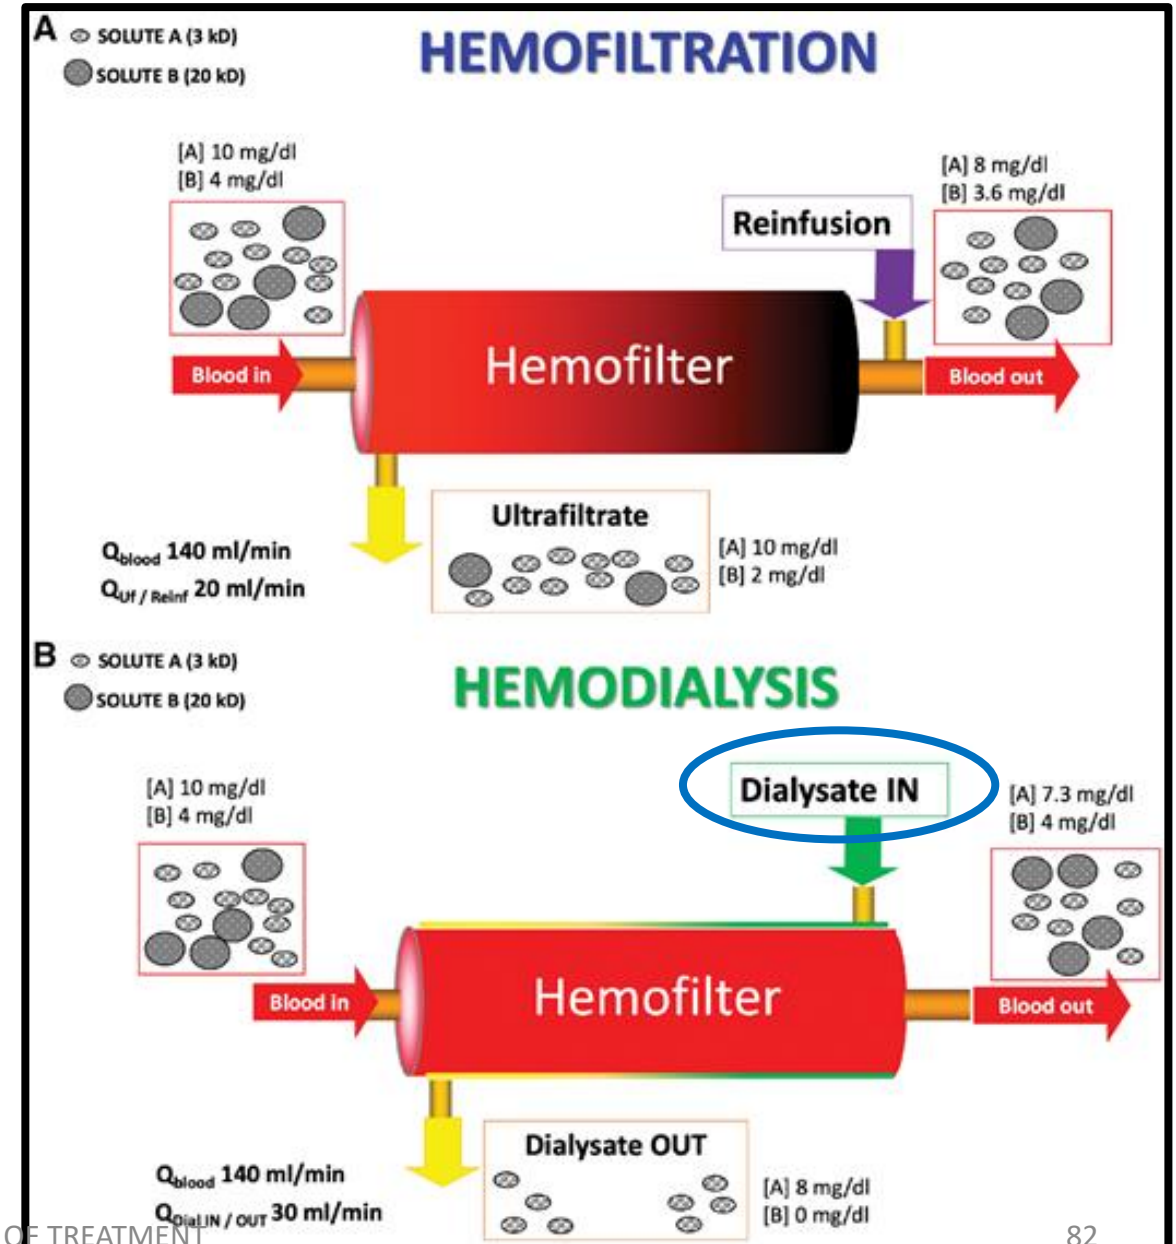 A SOLUTE A (3 kD)
SOLUTE B (20 kD)
HEMOFILTRATION
[A] 10 mg/dl
[B] 4 mg/dl
[A] 8 mg/dl
[B] 3.6 mg/dl
Reinfusion
Blood in
Hemofilter
Blood out
Ultrafiltrate
[A] 10 mg/dl
[B] 2 mg/dl
Qblood 140 ml/min
QUf / Reinf 20 ml/min
B SOLUTE A (3 kD)
SOLUTE B (20 kD)
HEMODIALYSIS
Dialysate IN
[A] 10 mg/dl
[B] 4 mg/dl
[A] 7.3 mg/dl
[B] 4 mg/dl
Blood in
Hemofilter
Blood out
Dialysate OUT
Qblood 140 ml/min
QDial IN / OUT 30 ml/min
[A] 8 mg/dl
[B] 0 mg/dl
OF TREATMENT
82